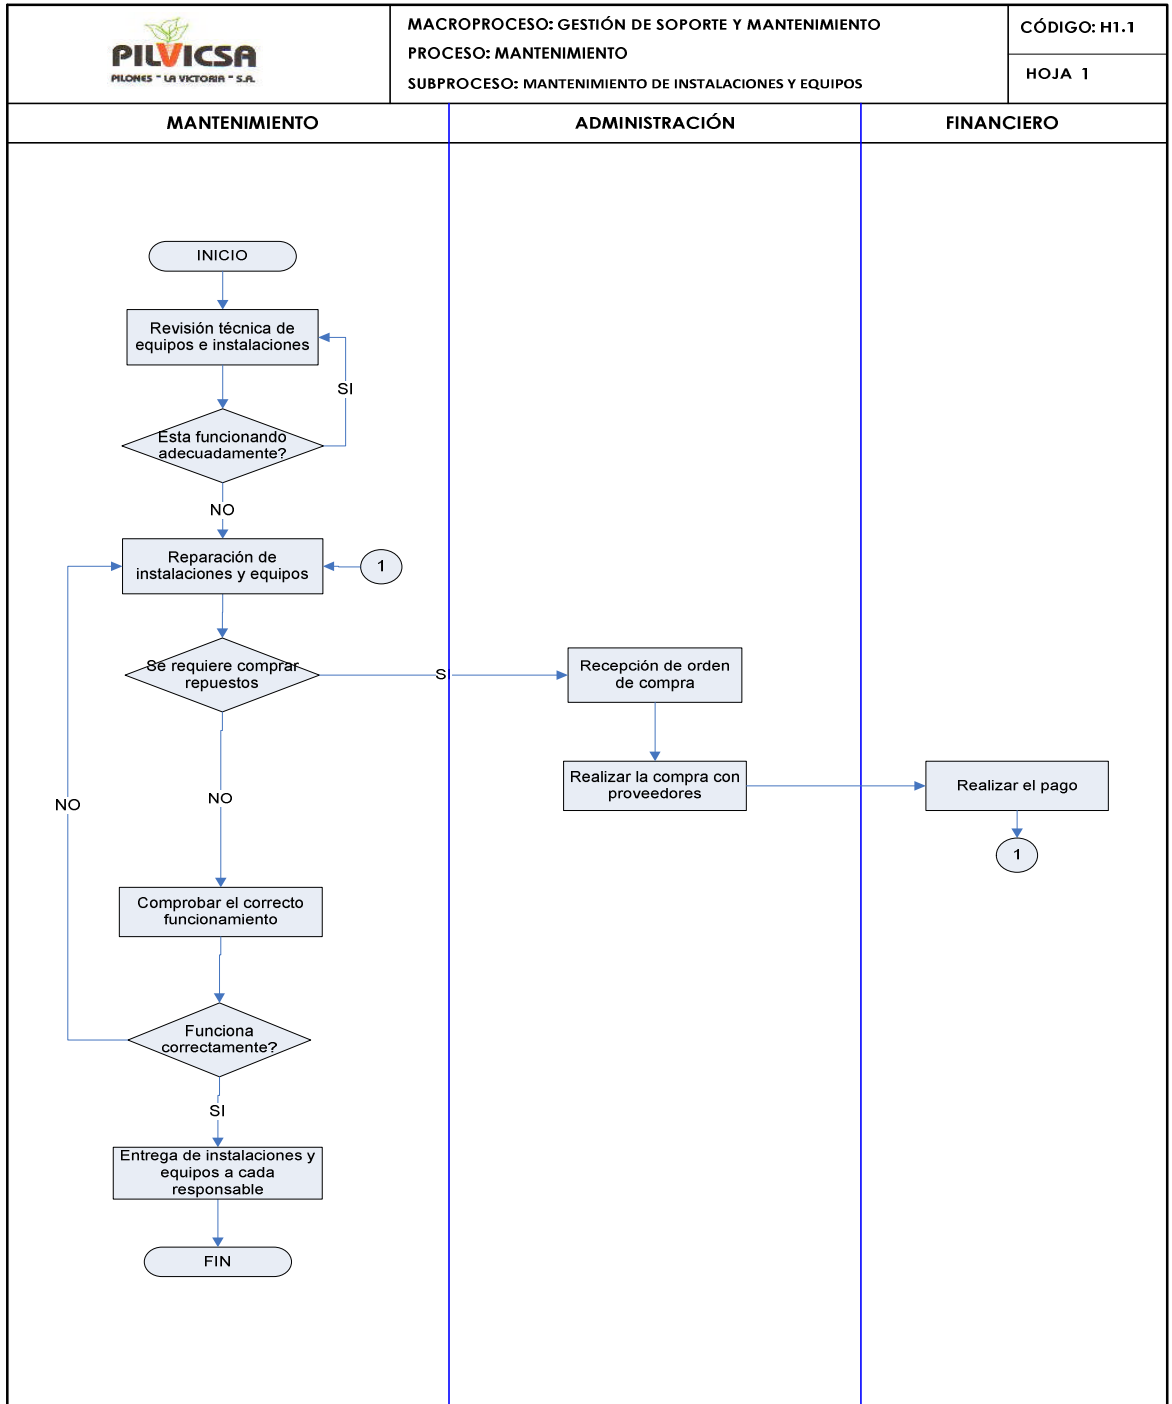 PILVICSA
PILONES " LA VICTORIA " S.A.
MACROPROCESO: GESTIÓN DE SOPORTE Y MANTENIMIENTO
PROCESO: MANTENIMIENTO
SUBPROCESO: MANTENIMIENTO DE INSTALACIONES Y EQUIPOS
CÓDIGO: H1.1
HOJA 1
MANTENIMIENTO
ADMINISTRACIÓN
FINANCIERO
INICIO
Revisión técnica de
equipos e instalaciones
SI
Esta funcionando
adecuadamente?
NO
Reparación de
instalaciones y equipos
1
Se requiere comprar
repuestos
SI
Recepción de orden
de compra
Realizar la compra con
proveedores
Realizar el pago
1
NO
NO
Comprobar el correcto
funcionamiento
Funciona
correctamente?
SI
Entrega de instalaciones y
equipos a cada
responsable
FIN